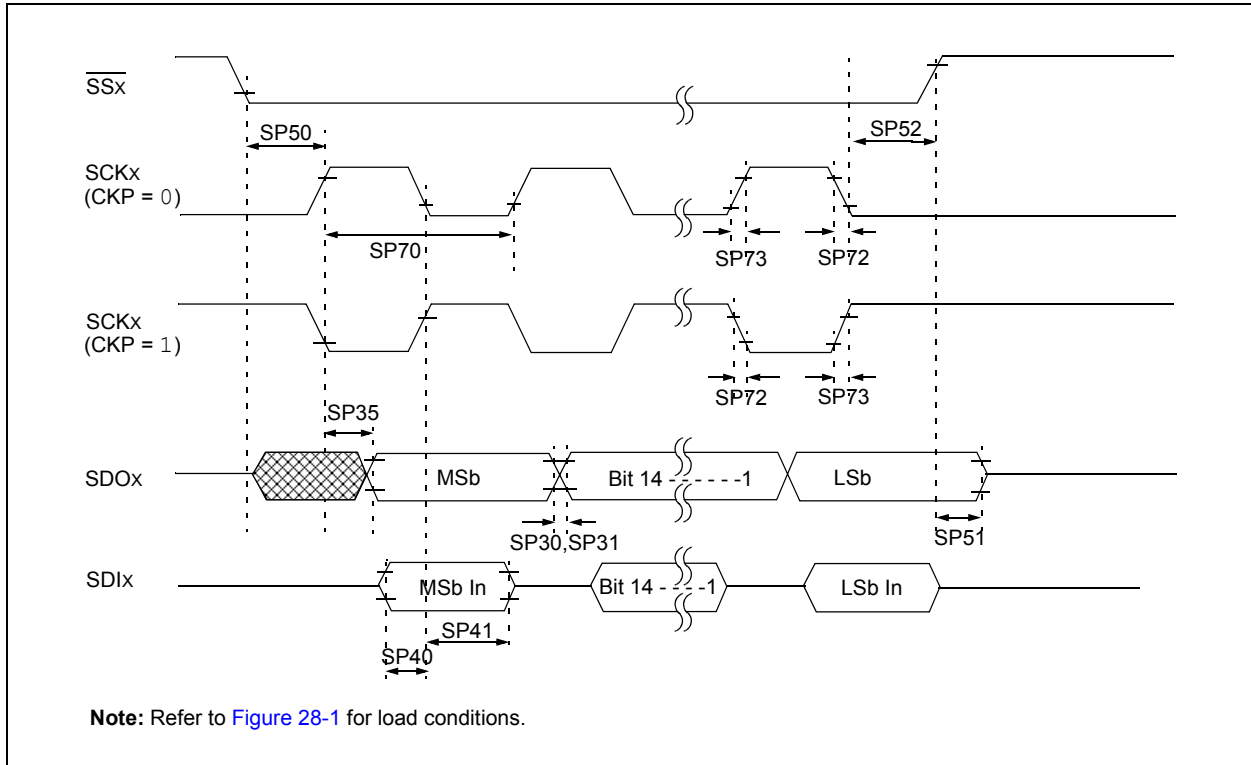 SSx
SP50
SP52
SCKx
(CKP = 0)
SP70
SP73
SP72
SCKx
(CKP = 1)
SP72
SP73
SP35
SDOx
MSb
Bit 14 - - - - - -1
LSb
SP30,SP31
SP51
SDIx
MSb In
Bit 14 - - - -1
LSb In
SP41
SP40
Note: Refer to Figure 28-1 for load conditions.